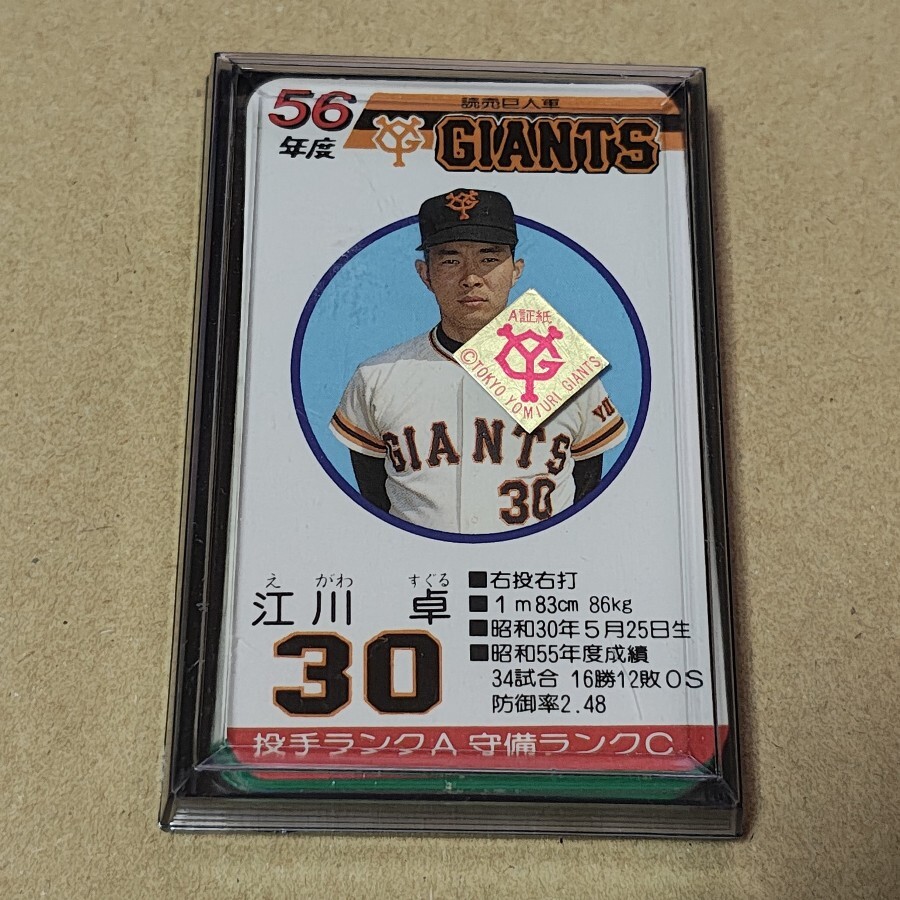 56
年度
読売巨人軍
GIANTS
A証紙
YG
©TOKYO YOMIURI GIANTS
GIANTS
30
え がわ すぐる
江川 卓
30
■右投右打
■1m83cm 86kg
■昭和30年5月25日生
■昭和55年度成績
34試合 16勝12敗0S
防御率2.48
投手ランクA 守備ランクC